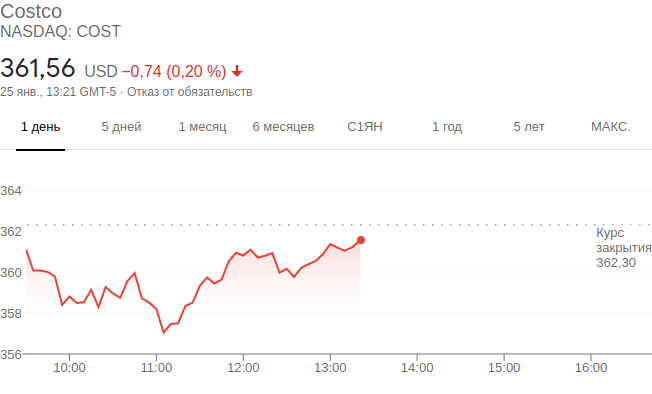 Costco
NASDAQ: COST
361,56 USD −0,74 (0,20 %)
25 янв., 13:21 GMT-5 · Отказ от обязательств
1 день 5 дней 1 месяц 6 месяцев С1ЯН 1 год 5 лет МАКС.
364
362
Курс
закрытия
362,30
360
358
356
10:00 11:00 12:00 13:00 14:00 15:00 16:00